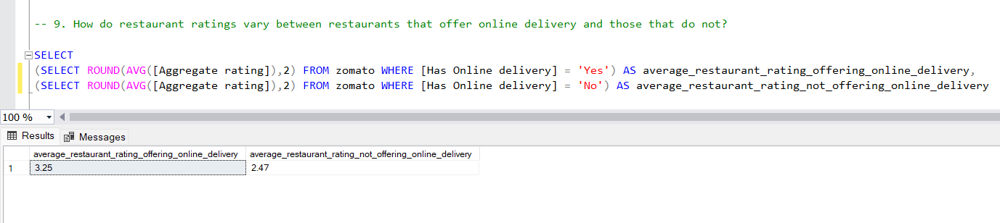 -- 9. How do restaurant ratings vary between restaurants that offer online delivery and those that do not?
SELECT
(SELECT ROUND(AVG([Aggregate rating]),2) FROM zomato WHERE [Has Online delivery] = 'Yes') AS average_restaurant_rating_offering_online_delivery,
(SELECT ROUND(AVG([Aggregate rating]),2) FROM zomato WHERE [Has Online delivery] = 'No') AS average_restaurant_rating_not_offering_online_delivery
100 %
Results Messages
average_restaurant_rating_offering_online_delivery average_restaurant_rating_not_offering_online_delivery
1 3.25 2.47